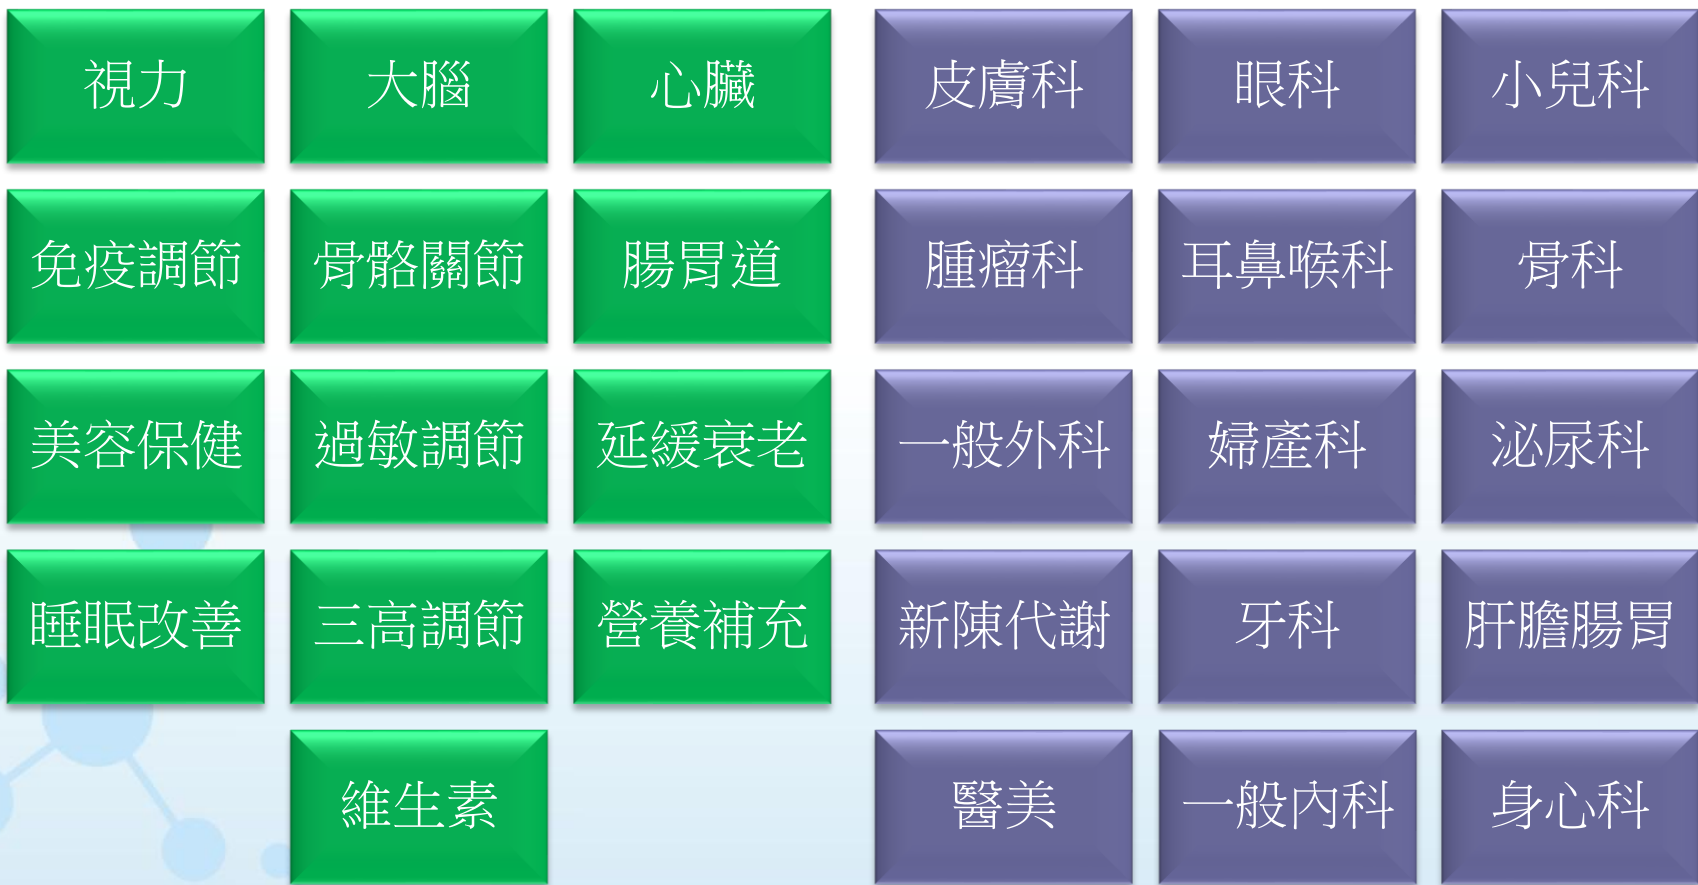 視力
大腦
心臟
免疫調節
骨骼關節
腸胃道
美容保健
過敏調節
延緩衰老
睡眠改善
三高調節
營養補充
維生素
皮膚科
眼科
小兒科
腫瘤科
耳鼻喉科
骨科
一般外科
婦產科
泌尿科
新陳代謝
牙科
肝膽腸胃
醫美
一般內科
身心科